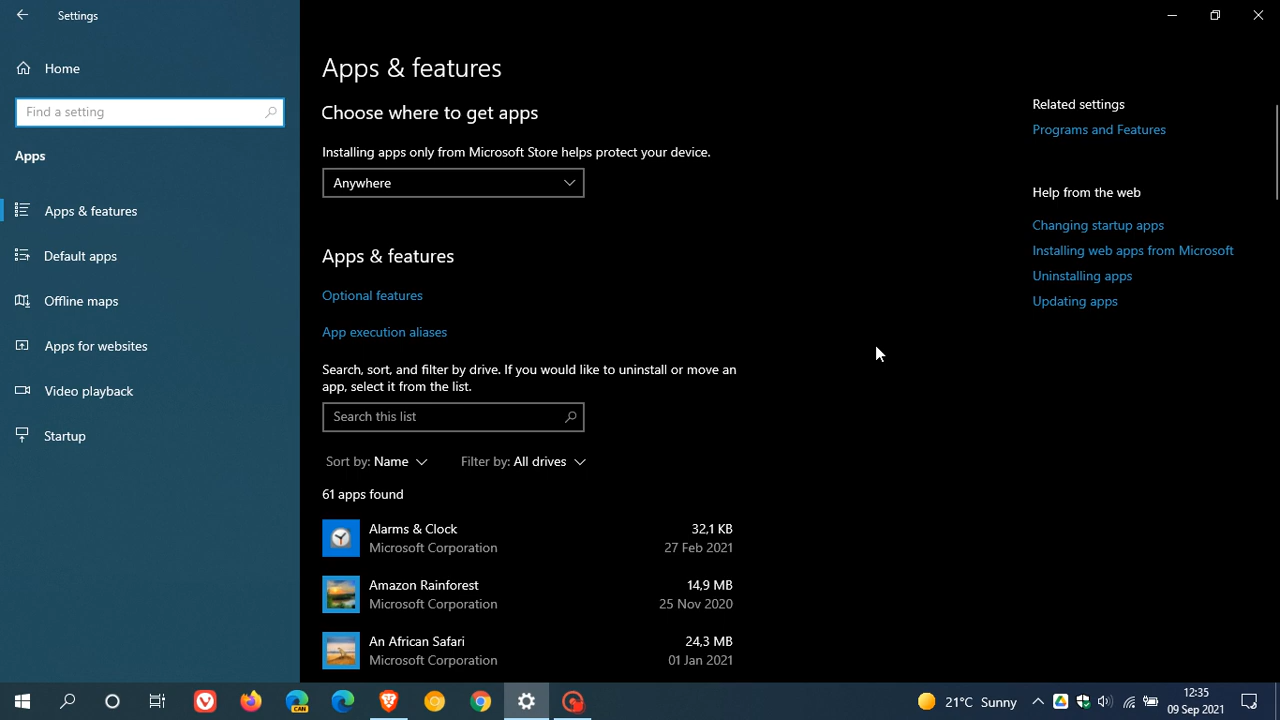 Settings
Home
Find a setting
Apps
Apps & features
Default apps
Offline maps
Apps for websites
Video playback
Startup
Apps & features
Choose where to get apps
Installing apps only from Microsoft Store helps protect your device.
Anywhere
Apps & features
Optional features
App execution aliases
Search, sort, and filter by drive. If you would like to uninstall or move an
app, select it from the list.
Search this list
Sort by: Name
Filter by: All drives
61 apps found
Alarms & Clock
32,1 KB
Microsoft Corporation
27 Feb 2021
Amazon Rainforest
14,9 MB
Microsoft Corporation
25 Nov 2020
An African Safari
24,3 MB
Microsoft Corporation
01 Jan 2021
Related settings
Programs and Features
Help from the web
Changing startup apps
Installing web apps from Microsoft
Uninstalling apps
Updating apps
CAN
21°C Sunny
12:35
09 Sep 2021